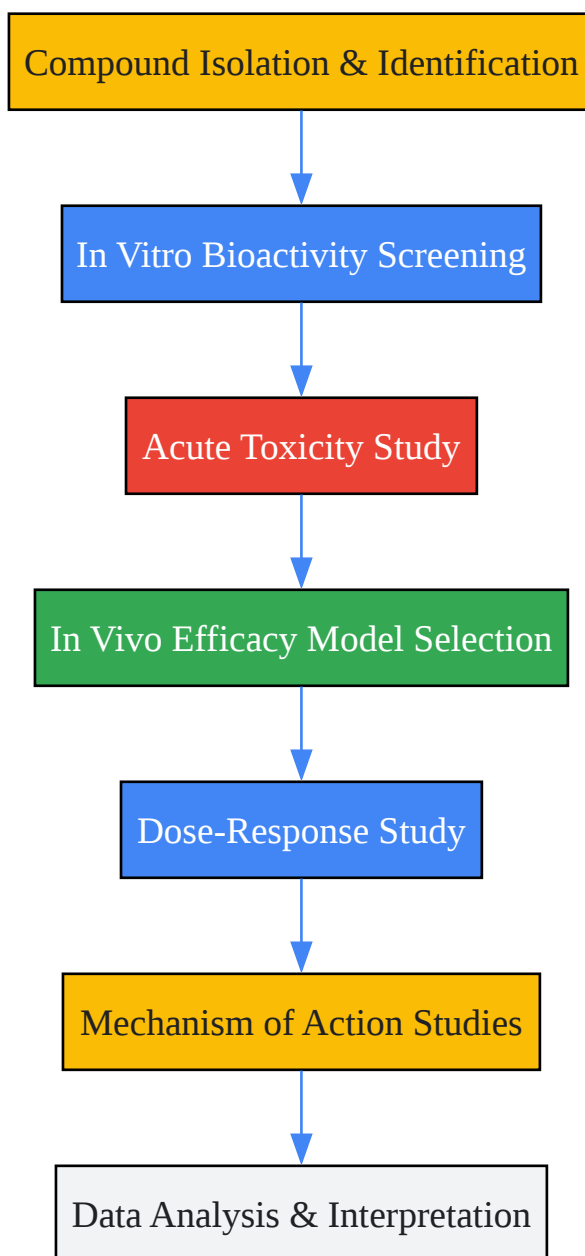 Compound Isolation & Identification
In Vitro Bioactivity Screening
Acute Toxicity Study
In Vivo Efficacy Model Selection
Dose-Response Study
Mechanism of Action Studies
Data Analysis & Interpretation